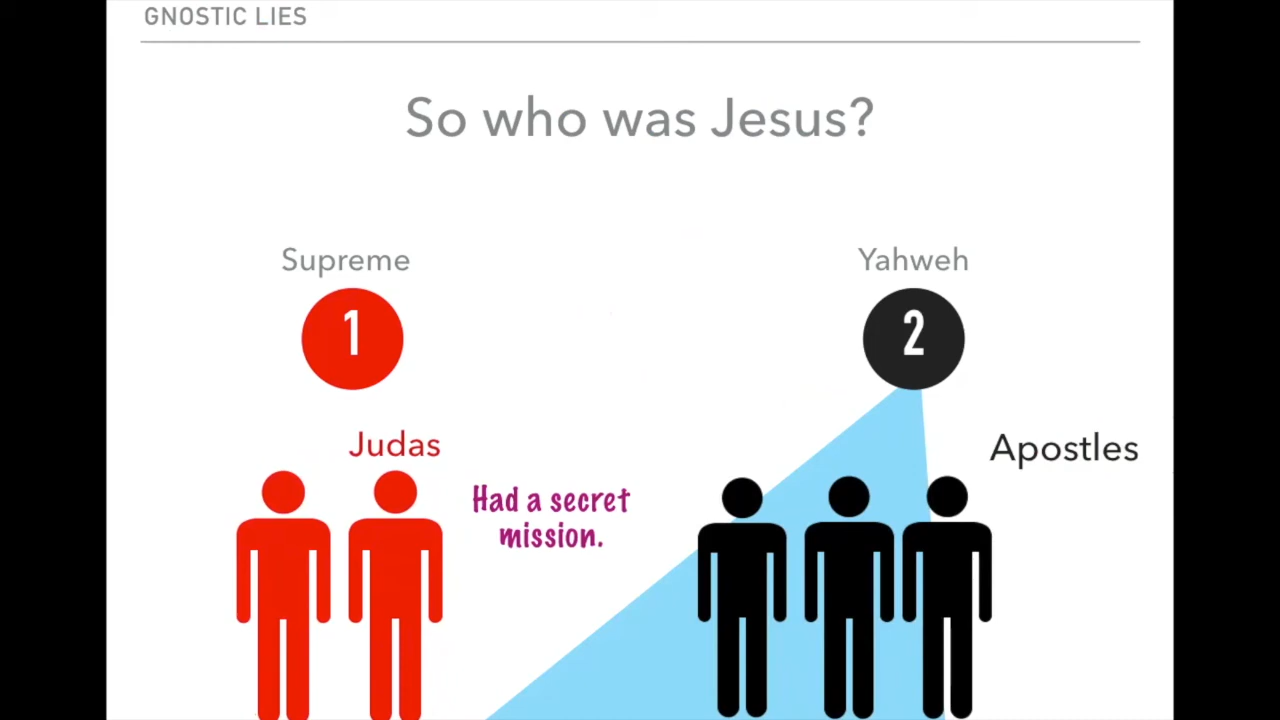 GNOSTIC LIES
So who was Jesus?
Supreme
Yahweh
1
2
Judas
Apostles
Had a secret
mission.